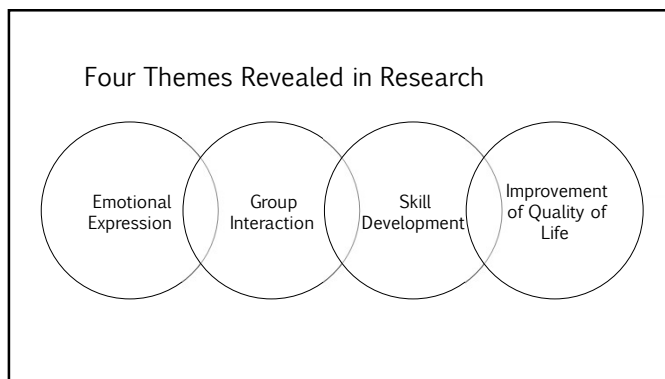 Four Themes Revealed in Research
Emotional
Expression
Group
Interaction
Skill
Development
Improvement
of Quality of
Life